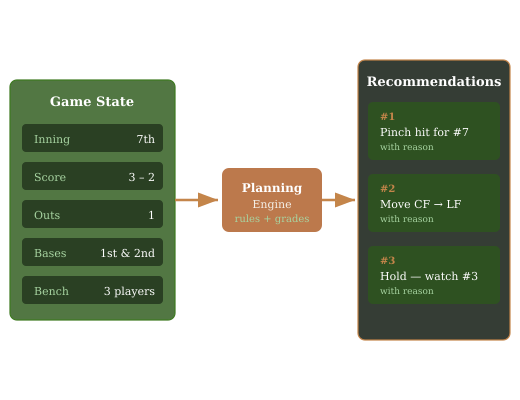 Game State
Inning 7th
Score 3 – 2
Outs 1
Bases 1st & 2nd
Bench 3 players
Planning
Engine
rules + grades
Recommendations
#1
Pinch hit for #7
with reason
#2
Move CF → LF
with reason
#3
Hold — watch #3
with reason